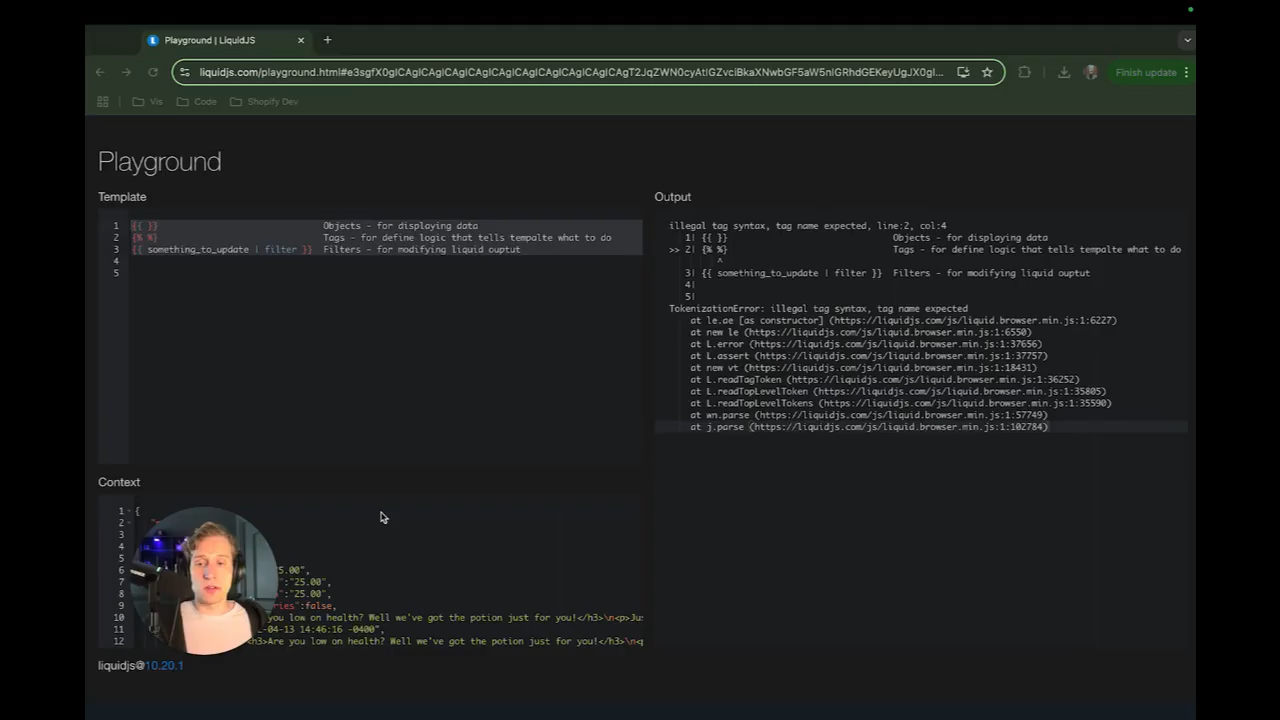 Playground | LiquidJS
liquidjs.com/playground.html#e3sgfX0gICAgICAgICAgICAgICAgICAgICAgICAgICAgT2JqZWN0cyAtIGZvciBkaXNwbGF5aW5nIGRhdGEKeyUgJX0gI...
Finish update
Vis
Code
Shopify Dev
Playground
Template
1 {{ }} Objects - for displaying data
2 {% %} Tags - for define logic that tells tempalte what to do
3 {{ something_to_update | filter }} Filters - for modifying liquid ouptut
4
5
Output
illegal tag syntax, tag name expected, line:2, col:4
1| {{ }} Objects - for displaying data
>> 2| {% %} Tags - for define logic that tells tempalte what to do
^
3| {{ something_to_update | filter }} Filters - for modifying liquid ouptut
4|
5|
TokenizationError: illegal tag syntax, tag name expected
at le.ae [as constructor] (https://liquidjs.com/js/liquid.browser.min.js:1:6227)
at new le (https://liquidjs.com/js/liquid.browser.min.js:1:6550)
at L.error (https://liquidjs.com/js/liquid.browser.min.js:1:37656)
at L.assert (https://liquidjs.com/js/liquid.browser.min.js:1:37757)
at new vt (https://liquidjs.com/js/liquid.browser.min.js:1:18431)
at L.readTagToken (https://liquidjs.com/js/liquid.browser.min.js:1:36252)
at L.readTopLevelToken (https://liquidjs.com/js/liquid.browser.min.js:1:35805)
at L.readTopLevelTokens (https://liquidjs.com/js/liquid.browser.min.js:1:35590)
at wn.parse (https://liquidjs.com/js/liquid.browser.min.js:1:57749)
at j.parse (https://liquidjs.com/js/liquid.browser.min.js:1:102784)
Context
1 {
2
3
4
5
6 "25.00",
7 ":"25.00",
8 ":"25.00",
9 ries":false,
10 you low on health? Well we've got the potion just for you!</h3>\n<p>Jus
11 -04-13 14:46:16 -0400",
12 <h3>Are you low on health? Well we've got the potion just for you!</h3>\n<p
liquidjs@10.20.1